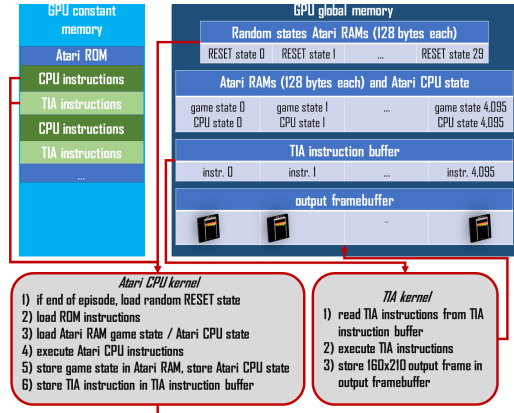 GPU constant
memory
Atari ROM
CPU instructions
TIA instructions
CPU instructions
TIA instructions
...
GPU global memory
Random states Atari RAMs (128 bytes each)
RESET state 0 RESET state 1 ... RESET state 29
Atari RAMs (128 bytes each) and Atari CPU state
game state 0 game state 1 ... game state 4,095
CPU state 0 CPU state 1 CPU state 4,095
TIA instruction buffer
instr. 0 instr. 1 ... instr. 4,095
output framebuffer
...
Atari CPU kernel
1) if end of episode, load random RESET state
2) load ROM instructions
3) load Atari RAM game state / Atari CPU state
4) execute Atari CPU instructions
5) store game state in Atari RAM, store Atari CPU state
6) store TIA instruction in TIA instruction buffer
TIA kernel
1) read TIA instructions from TIA
instruction buffer
2) execute TIA instructions
3) store 160x210 output frame in
output framebuffer